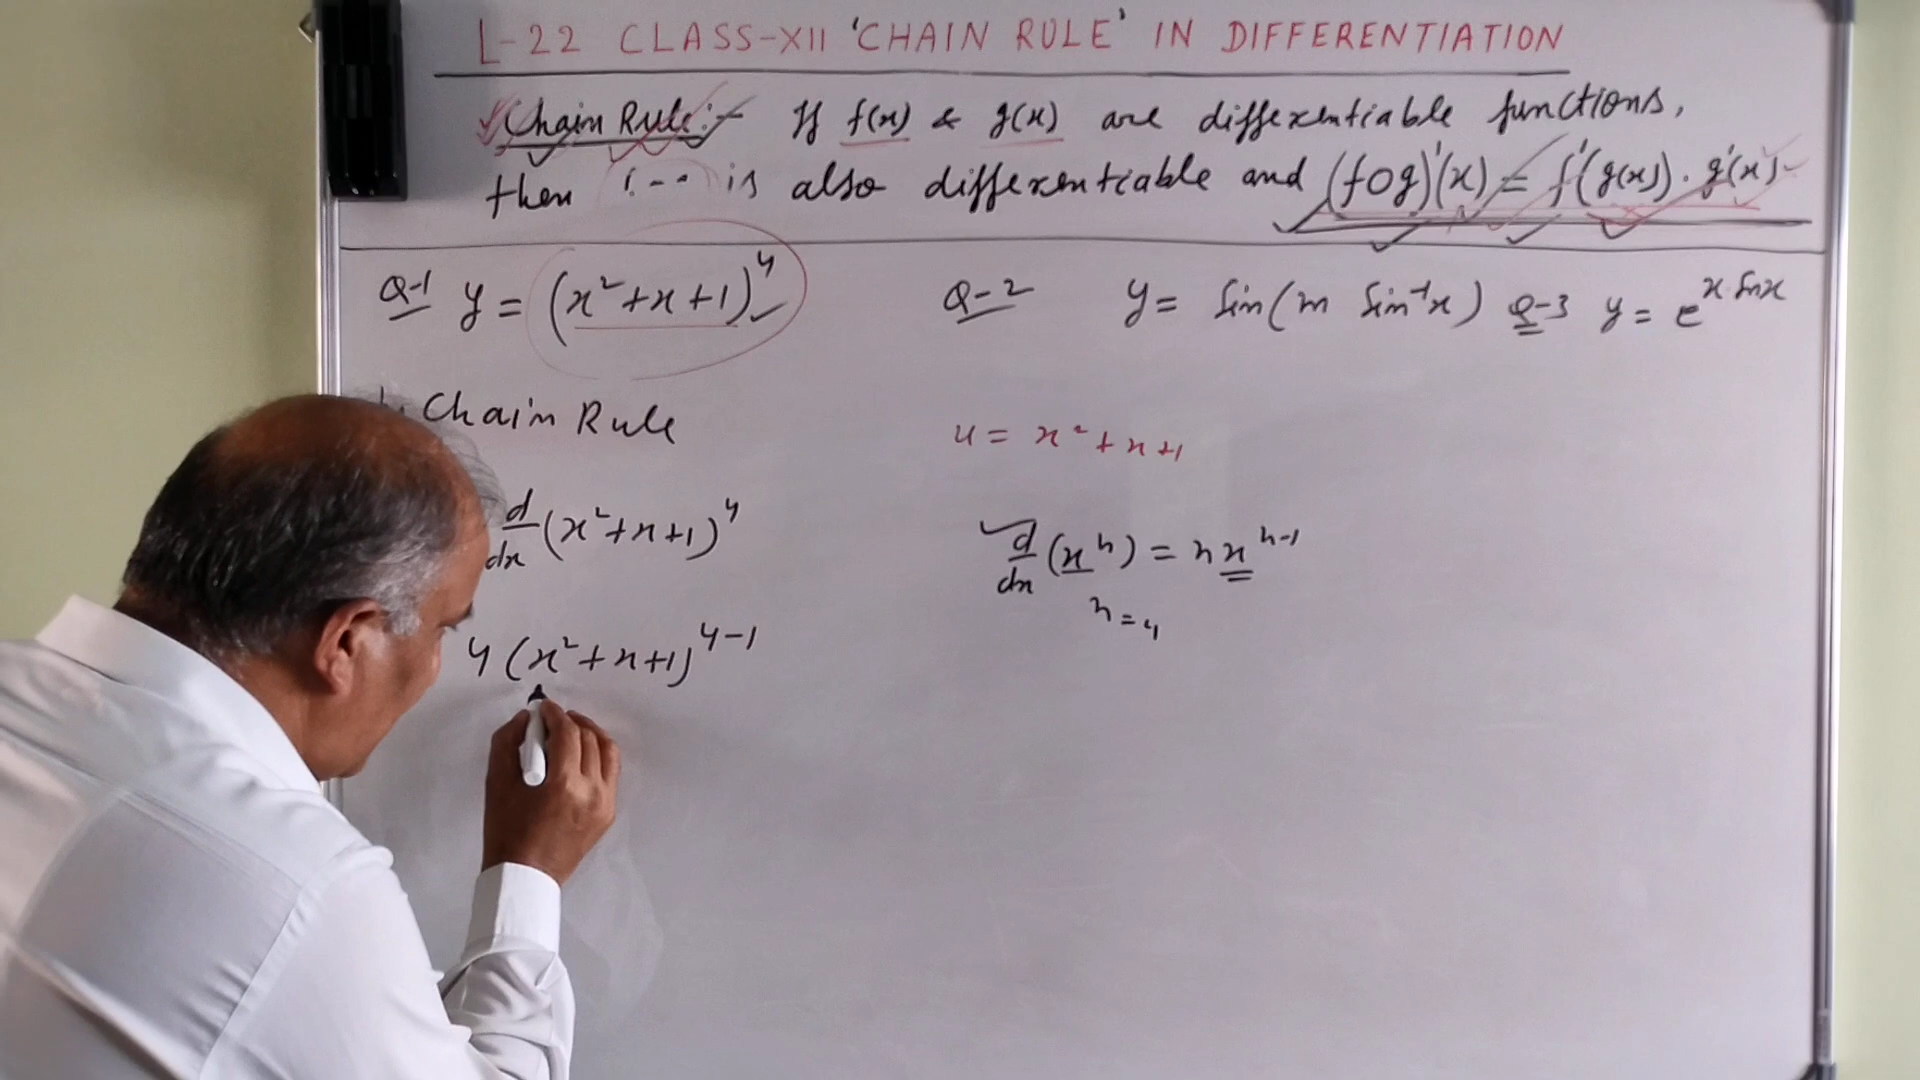 L-22 CLASS-XII 'CHAIN RULE' IN DIFFERENTIATION
Chain Rule:- If f(x) & g(x) are differentiable functions,
then is also differentiable and (fog)'(x) = f'(g(x)). g'(x).
Q-1 y = (x²+x+1)⁴
Q-2 y = Sin(m Sin⁻¹x) Q-3 y = e^{x.Sinx}
Chain Rule
u = x²+x+1
d/dx (x²+x+1)⁴
d/dx (xⁿ) = n x^{n-1}
n=4
4 (x²+x+1)^{4-1}